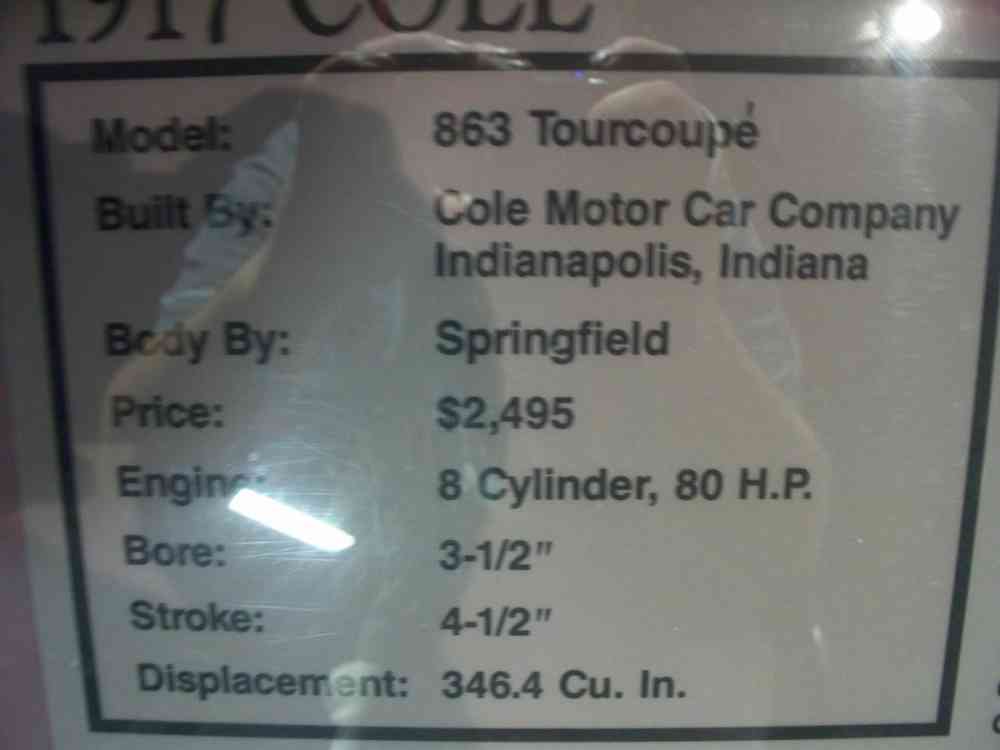 1917 COLE
Model: 863 Tourcoupé
Built By: Cole Motor Car Company
Indianapolis, Indiana
Body By: Springfield
Price: $2,495
Engine: 8 Cylinder, 80 H.P.
Bore: 3-1/2"
Stroke: 4-1/2"
Displacement: 346.4 Cu. In.